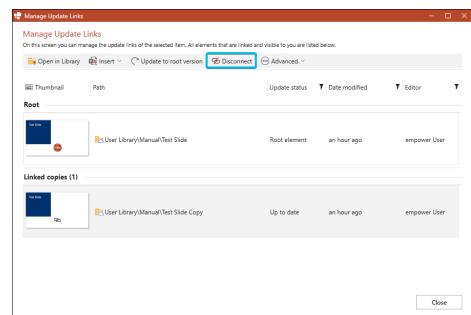 Manage Update Links
Manage Update Links
On this screen you can manage the update links of the selected item. All elements that are linked and visible to you are listed below.
Open in Library Insert Update to root version Disconnect Advanced
Thumbnail Path Update status Date modified Editor
Root
Test Slide
User Library\Manual\Test Slide Root element an hour ago empower User
Linked copies (1)
Test Slide
User Library\Manual\Test Slide Copy Up to date an hour ago empower User
Close